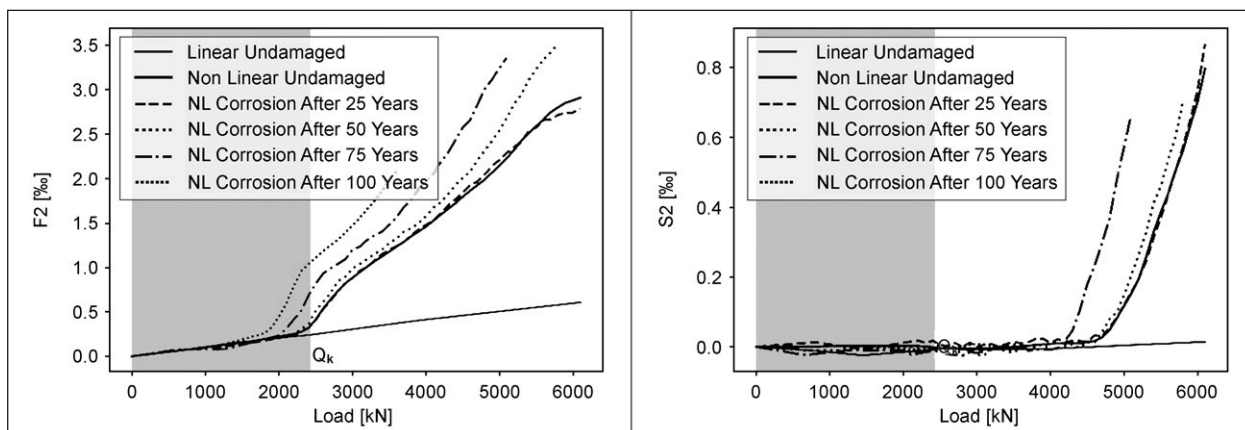 3.5
3.0
2.5
2.0
1.5
1.0
0.5
0.0
F2 [‰]
Linear Undamaged
Non Linear Undamaged
NL Corrosion After 25 Years
NL Corrosion After 50 Years
NL Corrosion After 75 Years
NL Corrosion After 100 Years
Qk
0 1000 2000 3000 4000 5000 6000
Load [kN]
0.8
0.6
0.4
0.2
0.0
S2 [‰]
Linear Undamaged
Non Linear Undamaged
NL Corrosion After 25 Years
NL Corrosion After 50 Years
NL Corrosion After 75 Years
NL Corrosion After 100 Years
0 1000 2000 3000 4000 5000 6000
Load [kN]